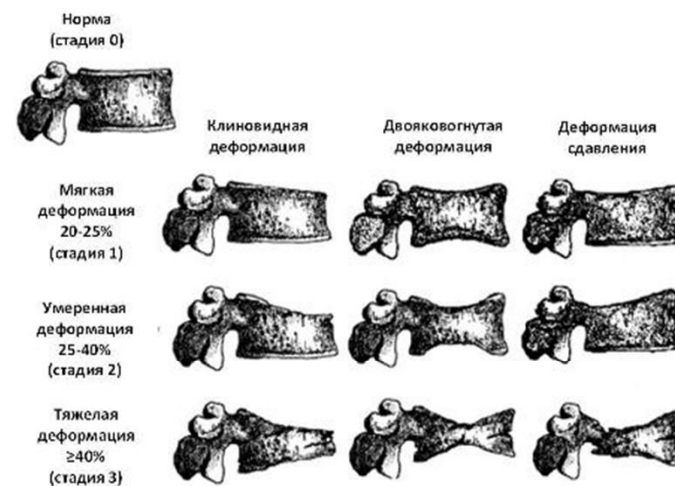 Норма
(стадия 0)
Клиновидная
деформация
Двояковогнутая
деформация
Деформация
сдавления
Мягкая
деформация
20-25%
(стадия 1)
Умеренная
деформация
25-40%
(стадия 2)
Тяжелая
деформация
≥40%
(стадия 3)